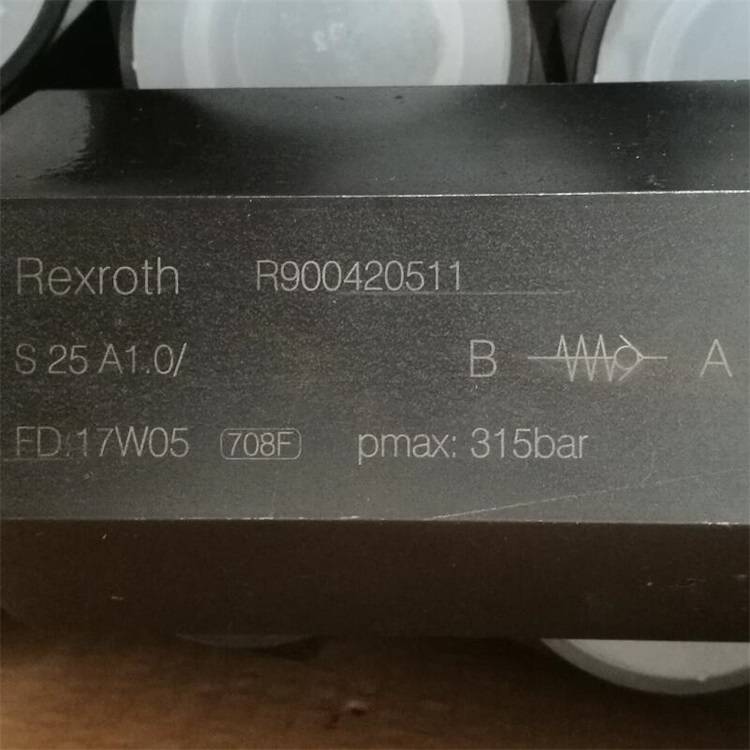 Rexroth R900420511
S 25 A1.0/ B A
FD:17W05 708F pmax: 315bar